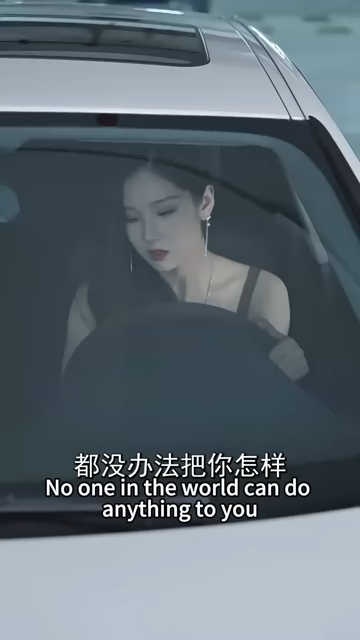 都没办法把你怎样
No one in the world can do
anything to you